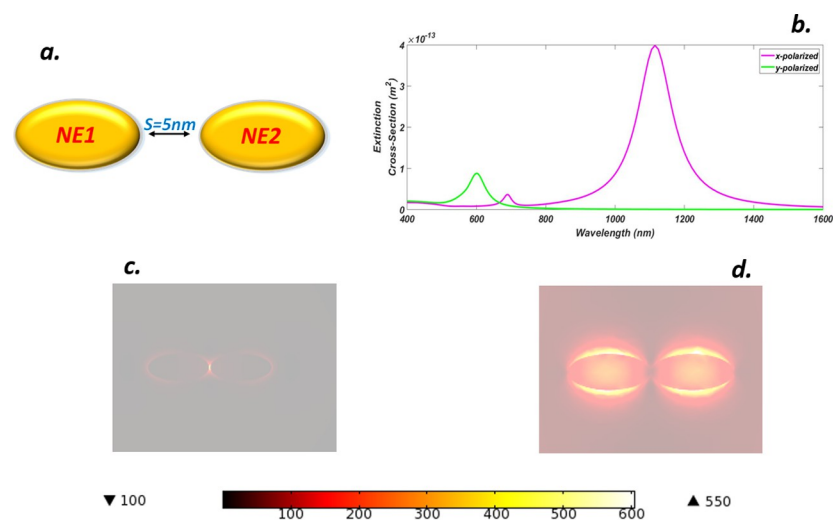 a.
NE1
S=5nm
NE2
b.
×10⁻¹³
4
3
2
1
0
Extinction
Cross-Section (m²)
x-polarized
y-polarized
400 600 800 1000 1200 1400 1600
Wavelength (nm)
c.
d.
▼ 100
100 200 300 400 500 600
▲ 550